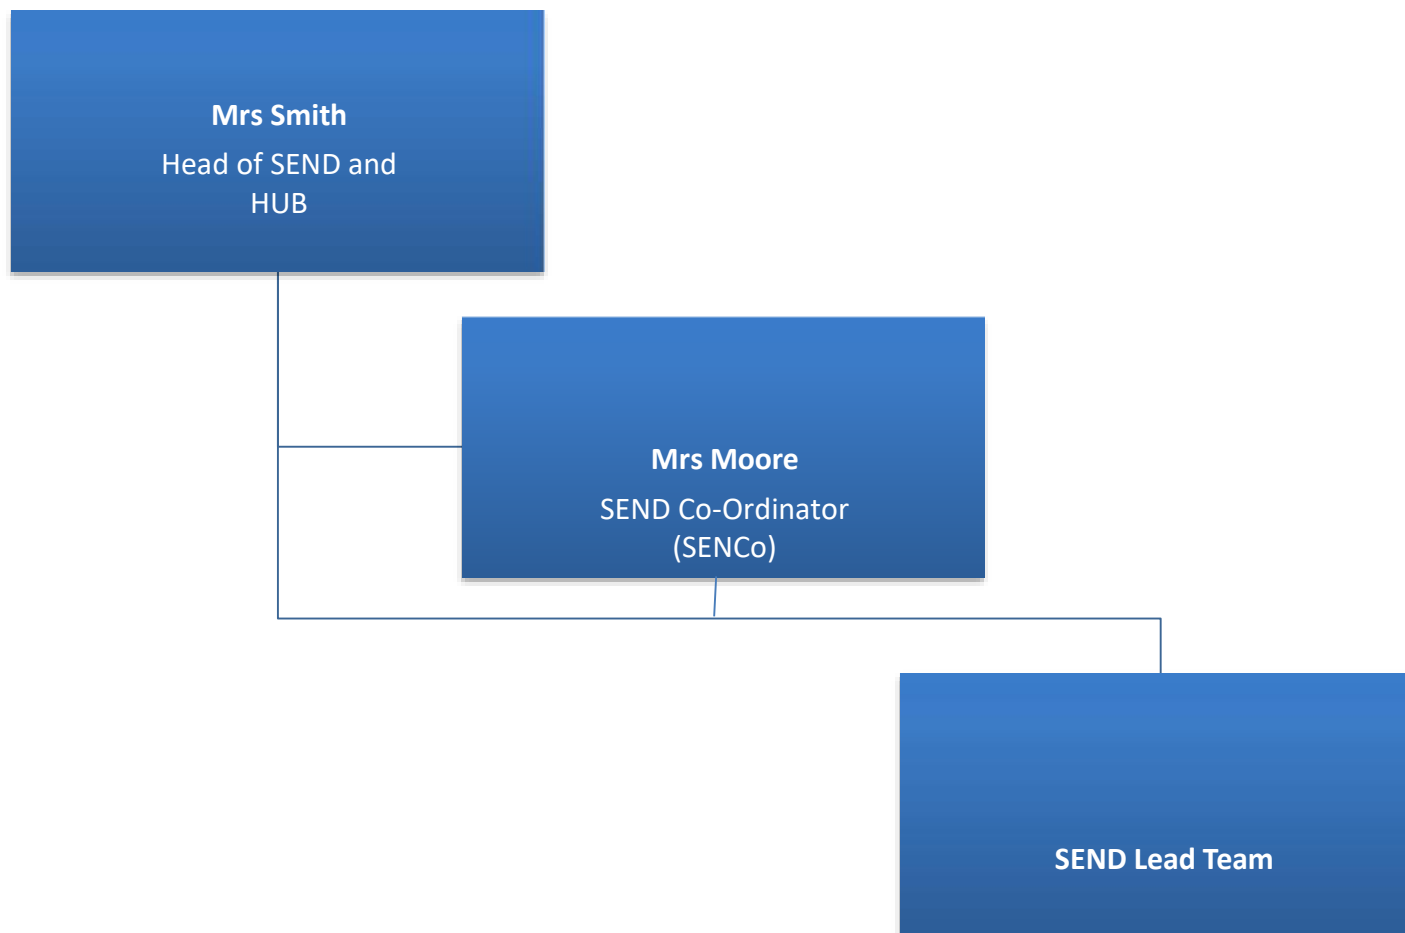 Mrs Smith
Head of SEND and
HUB
Mrs Moore
SEND Co-Ordinator
(SENCo)
SEND Lead Team